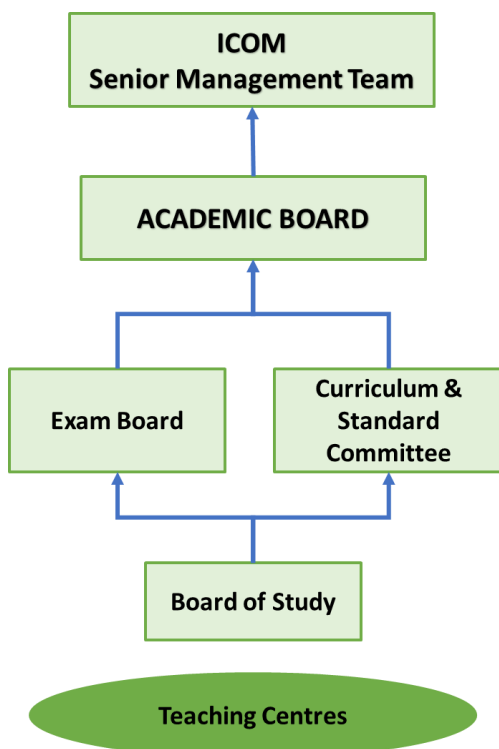 ICOM
Senior Management Team
ACADEMIC BOARD
Exam Board
Curriculum &
Standard
Committee
Board of Study
Teaching Centres